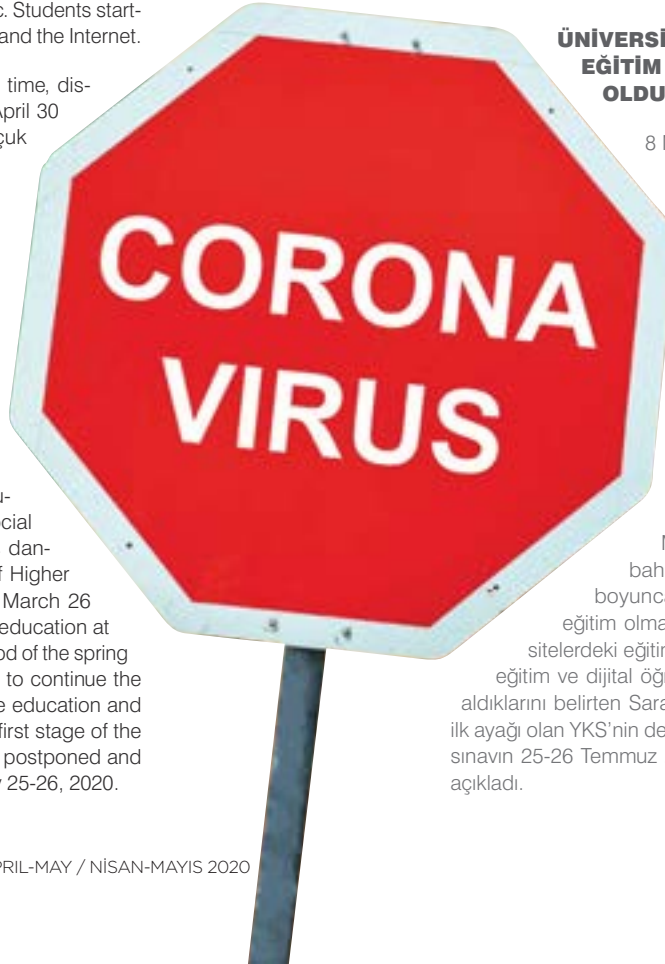 c. Students start-
and the Internet.
time, dis-
April 30
çuk
u-
ocial
dan-
f Higher
March 26
education at
od of the spring
to continue the
e education and
first stage of the
postponed and
y 25-26, 2020.
PRIL-MAY / NİSAN-MAYIS 2020
CORONA
VIRUS
ÜNİVERSİ
EĞİTİM
OLDU
8
bah
boyunca
eğitim olma
sitelerdeki eğitim
eğitim ve dijital öğr
aldıklarını belirten Sara
ilk ayağı olan YKS’nin de
sınavın 25-26 Temmuz
açıkladı.